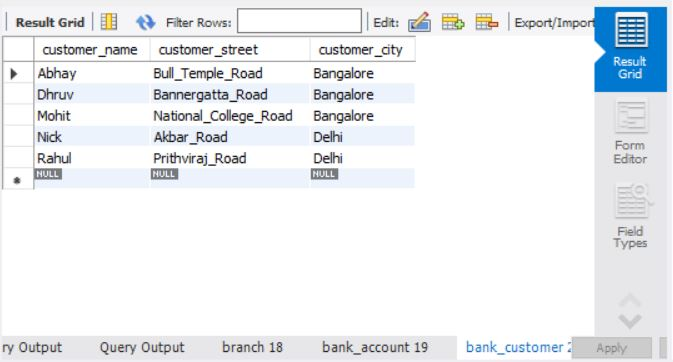 Result Grid Filter Rows: Edit: Export/Import
customer_name customer_street customer_city
Abhay Bull_Temple_Road Bangalore
Dhruv Bannergatta_Road Bangalore
Mohit National_College_Road Bangalore
Nick Akbar_Road Delhi
Rahul Prithviraj_Road Delhi
NULL NULL NULL
Result
Grid
Form
Editor
Field
Types
ry Output Query Output branch 18 bank_account 19 bank_customer 2 Apply